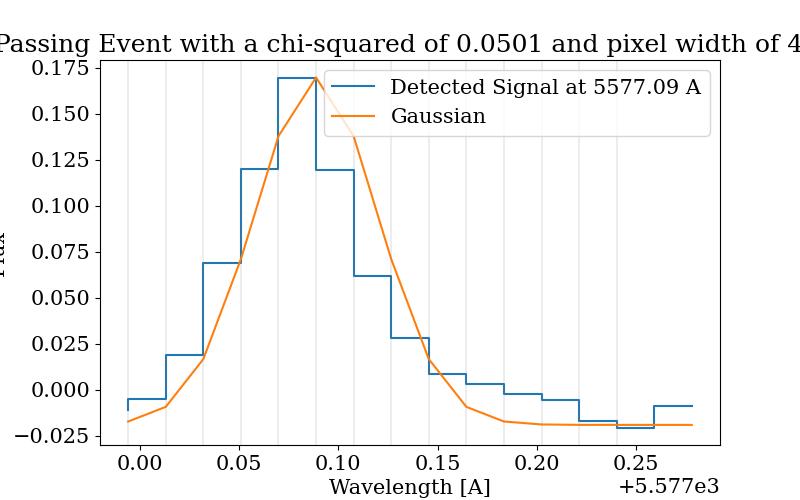 Passing Event with a chi-squared of 0.0501 and pixel width of 4
Detected Signal at 5577.09 A
Gaussian
0.175
0.150
0.125
0.100
0.075
0.050
0.025
0.000
−0.025
0.00 0.05 0.10 0.15 0.20 0.25
+5.577e3
Wavelength [A]